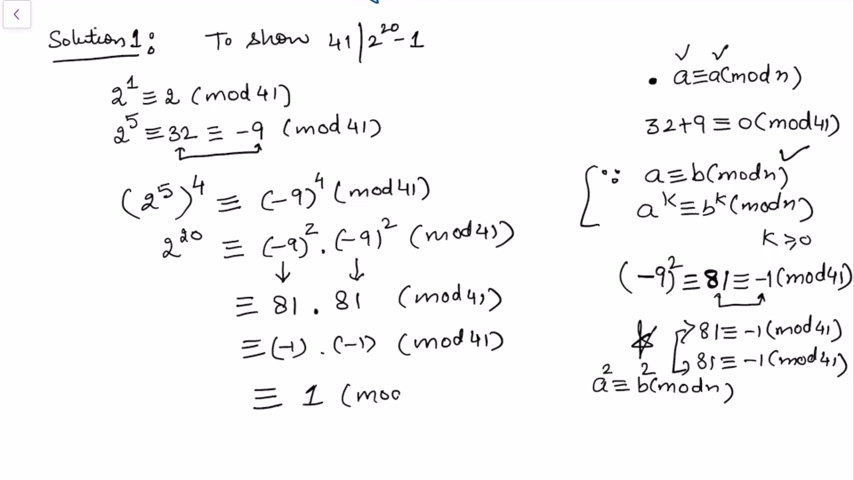 Solution 1: To show 41 | 2^20 - 1
2^1 ≡ 2 (mod 41)
2^5 ≡ 32 ≡ -9 (mod 41)
(2^5)^4 ≡ (-9)^4 (mod 41)
2^20 ≡ (-9)^2 . (-9)^2 (mod 41)
≡ 81 . 81 (mod 41)
≡ (-1) . (-1) (mod 41)
≡ 1 (moo
• a ≡ a (mod n)
32+9 ≡ 0 (mod 41)
∵ a ≡ b (mod n)
a^k ≡ b^k (mod n)
k ≥ 0
(-9)^2 ≡ 81 ≡ -1 (mod 41)
81 ≡ -1 (mod 41)
81 ≡ -1 (mod 41)
a^2 ≡ b^2 (mod n)